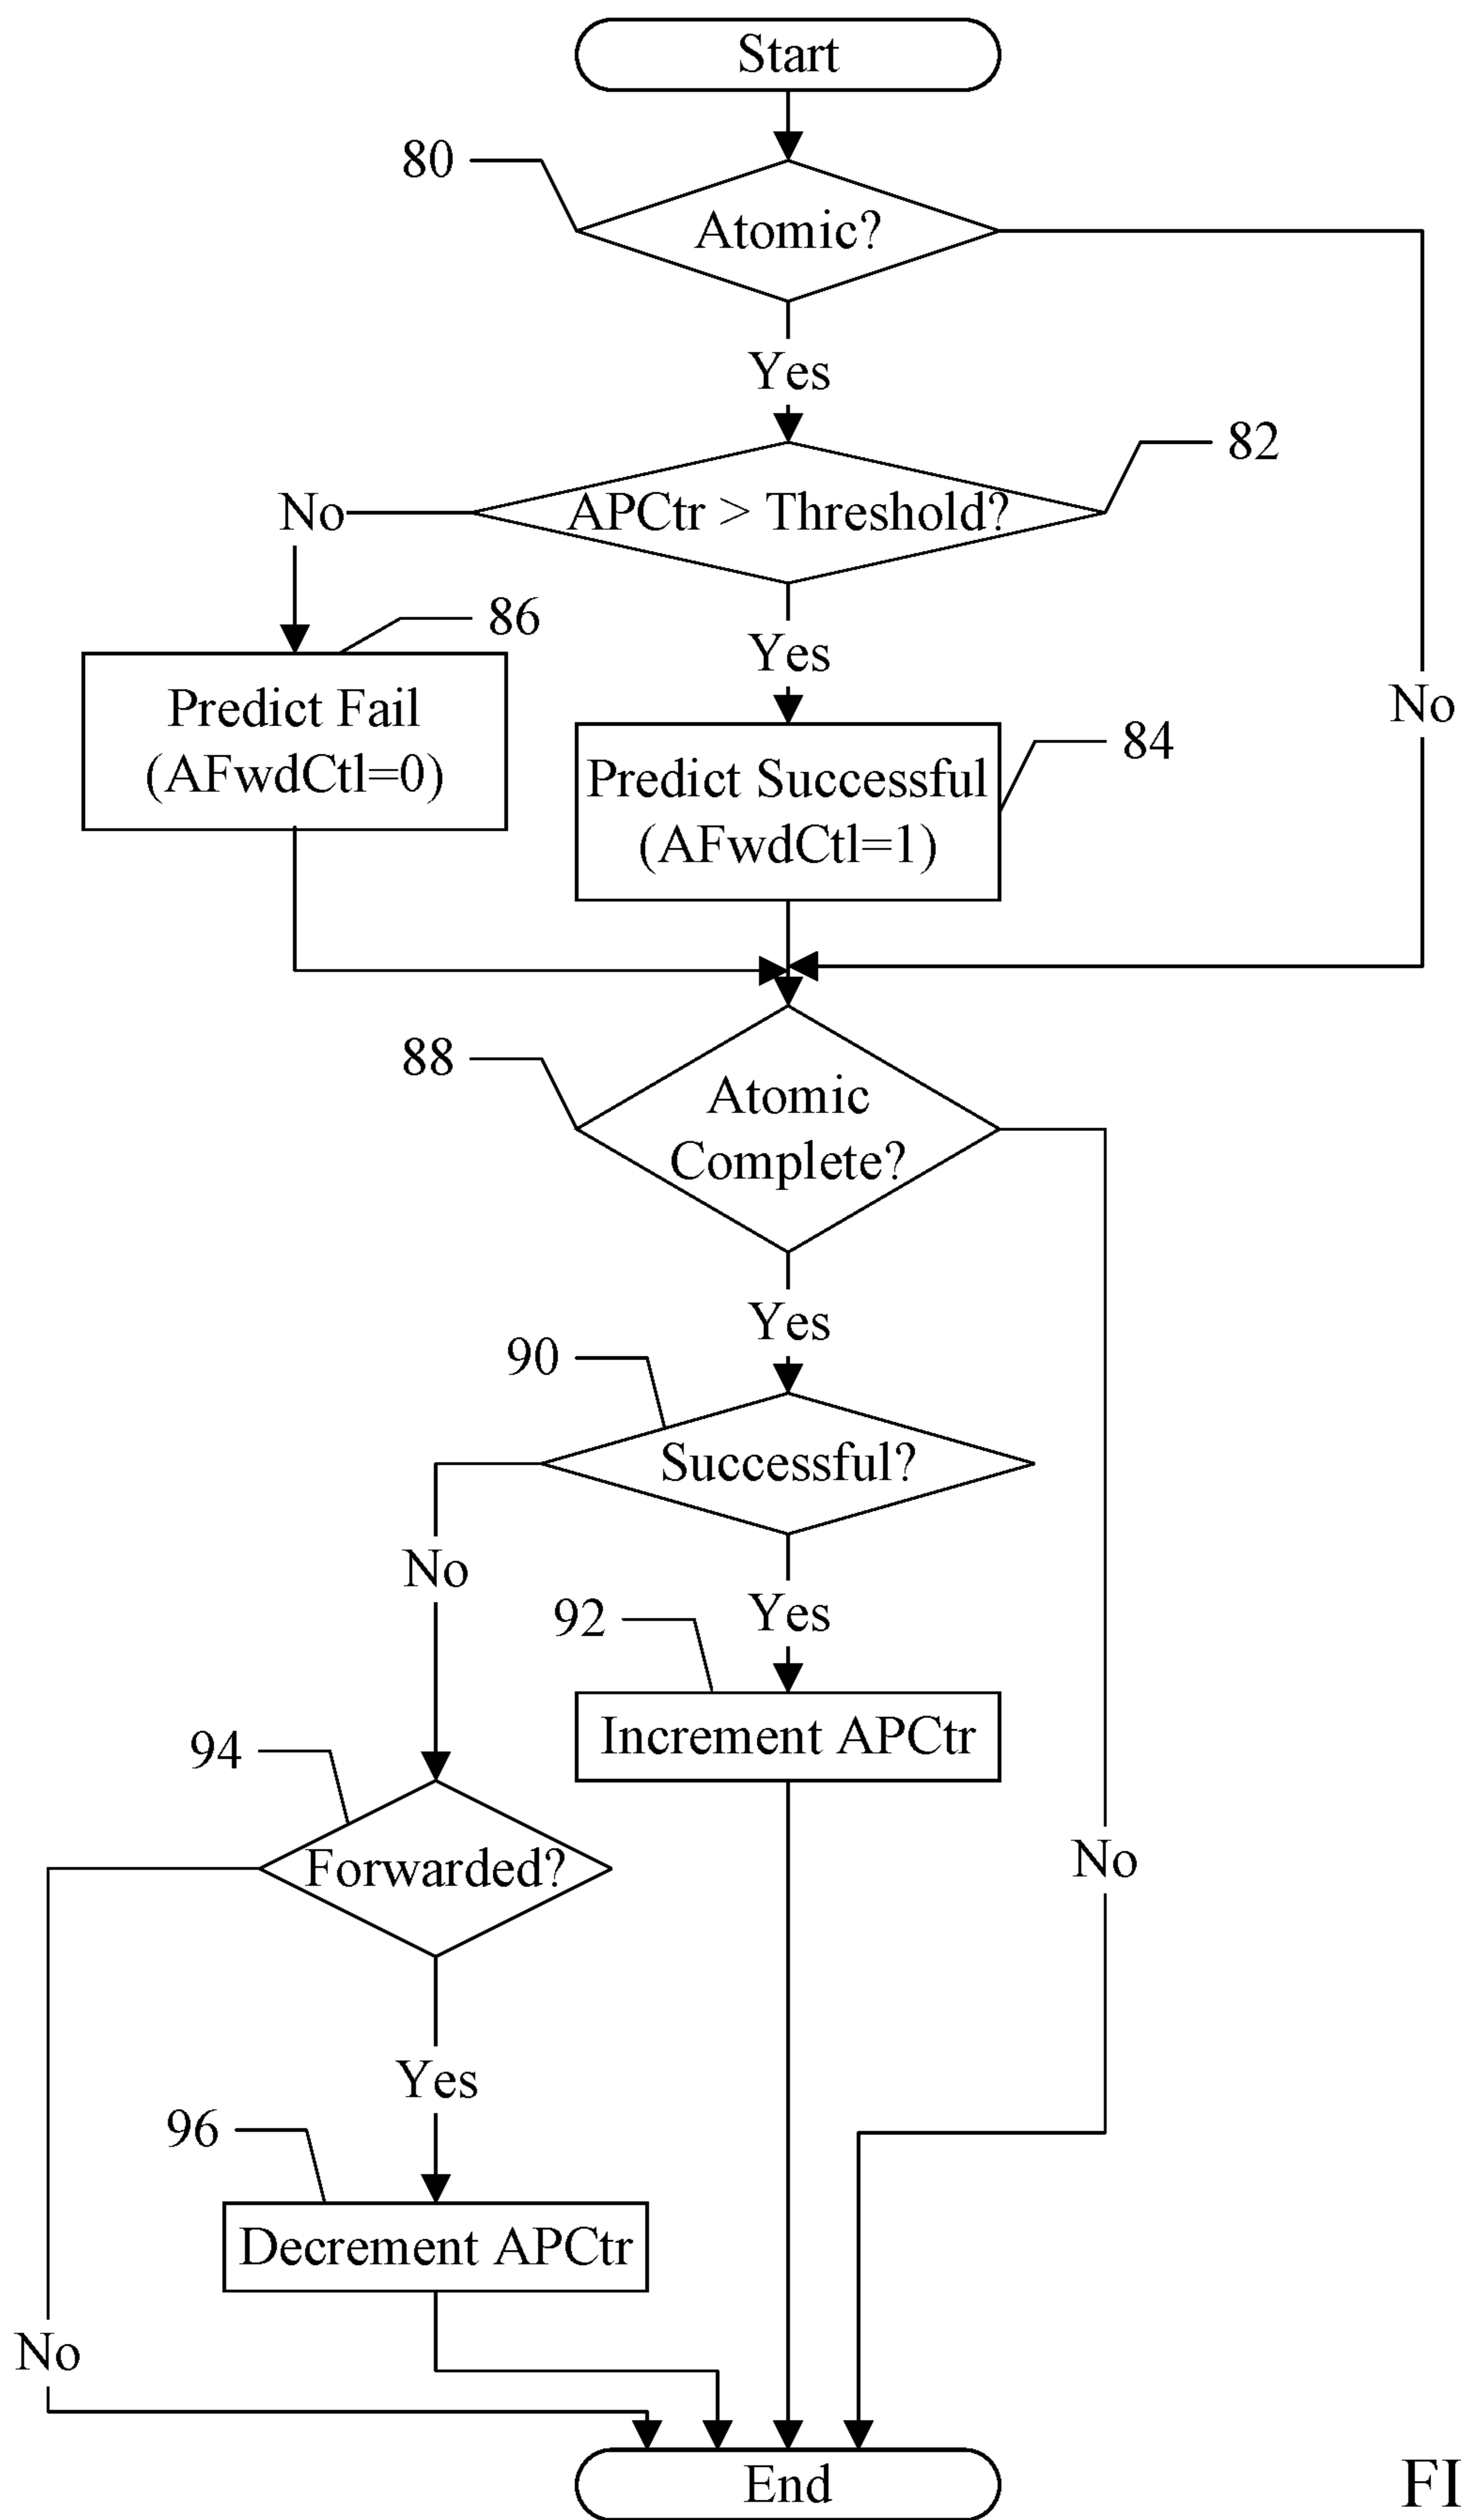 Start
80
Atomic?
Yes
82
No
APCtr > Threshold?
86
Yes
Predict Fail
(AFwdCtl=0)
No
84
Predict Successful
(AFwdCtl=1)
88
Atomic
Complete?
Yes
90
Successful?
No
92
Yes
94
Increment APCtr
Forwarded?
No
Yes
96
Decrement APCtr
No
End
FI